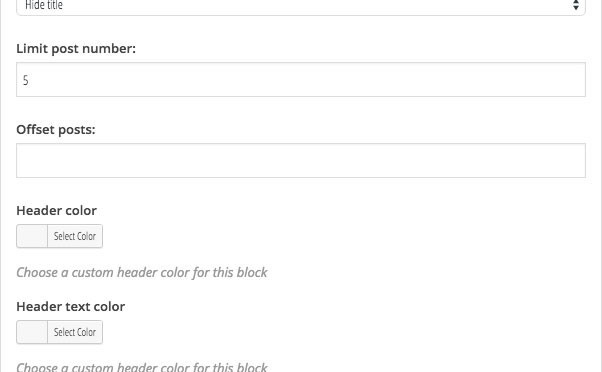 Hide title
Limit post number:
5
Offset posts:
Header color
Select Color
Choose a custom header color for this block
Header text color
Select Color
Choose a custom header color for this block